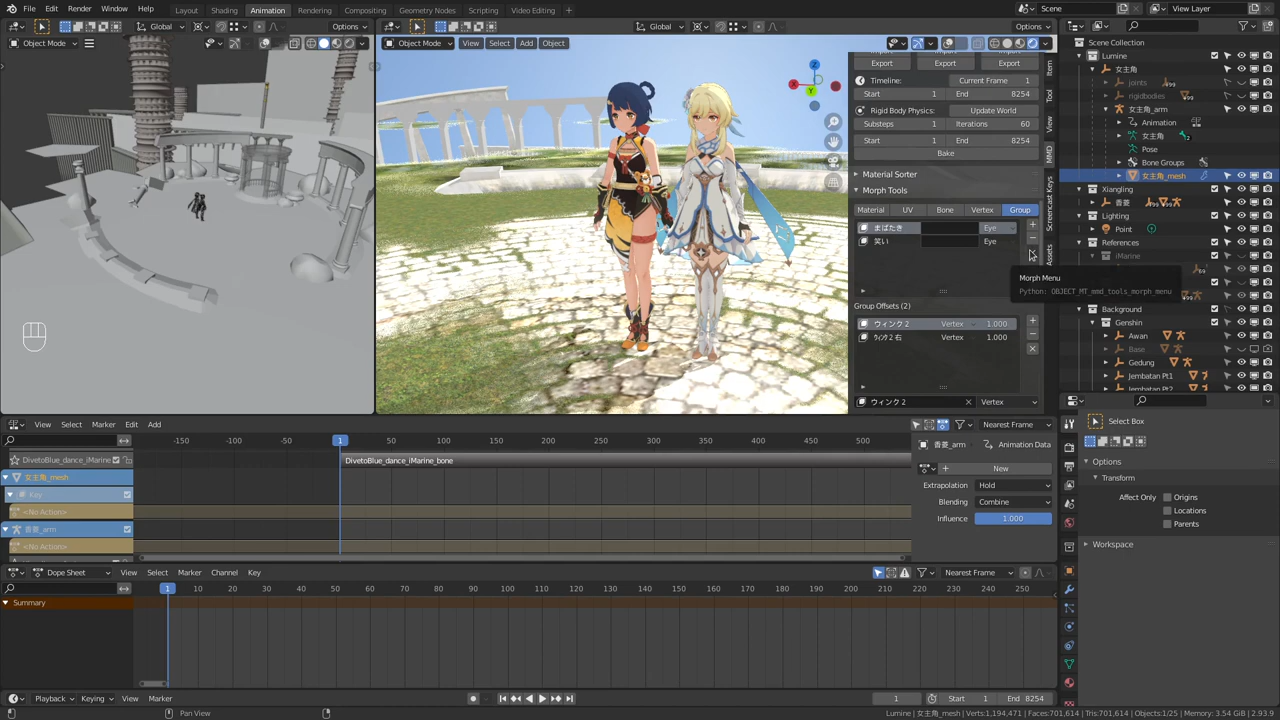 File Edit Render Window Help Layout Shading Animation Rendering Compositing Geometry Nodes Scripting Video Editing Scene View Layer
Global Options Global Options
Object Mode Object Mode View Select Add Object
Export Export Export
Timeline: Current Frame 1
Start 1 End 8254
Rigid Body Physics: Update World
Substeps 1 Iterations 60
Start 1 End 8254
Bake
Material Sorter
Morph Tools
Material UV Bone Vertex Group
まばたき Eye
笑い Eye
Morph Menu
Python: OBJECT_MT_mmd_tools_morph_menu
Group Offsets (2)
ウィンク２ Vertex 1.000
ｳｨﾝｸ２右 Vertex 1.000
ウィンク２ Vertex
Item
Tool
View
MMD
Screencast Keys
Assets
Scene Collection
Lumine
女主角
joints
rigidbodies
女主角_arm
Animation
女主角
Pose
Bone Groups
女主角_mesh
Xiangling
香菱
Lighting
Point
References
iMarine
Background
Genshin
Awan
Base
Gedung
Jembatan Pt1
Jembatan Pt2
View Select Marker Edit Add Nearest Frame
-150 -100 -50 1 50 100 150 200 250 300 350 400 450 500
DivetoBlue_dance_iMarine DivetoBlue_dance_iMarine_bone
女主角_mesh
Key
<No Action>
香菱_arm
<No Action>
香菱_arm Animation Data
New
Extrapolation Hold
Blending Combine
Influence 1.000
Select Box
Options
Transform
Affect Only Origins
Locations
Parents
Workspace
Dope Sheet View Select Marker Channel Key Nearest Frame
1 10 20 30 40 50 60 70 80 90 100 110 120 130 140 150 160 170 180 190 200 210 220 230 240 250
Summary
Playback Keying View Marker 1 Start 1 End 8254
Pan View Lumine | 女主角_mesh | Verts:1,194,471 | Faces:701,614 | Tris:701,614 | Objects:1/25 | Memory: 3.54 GiB | 2.93.9